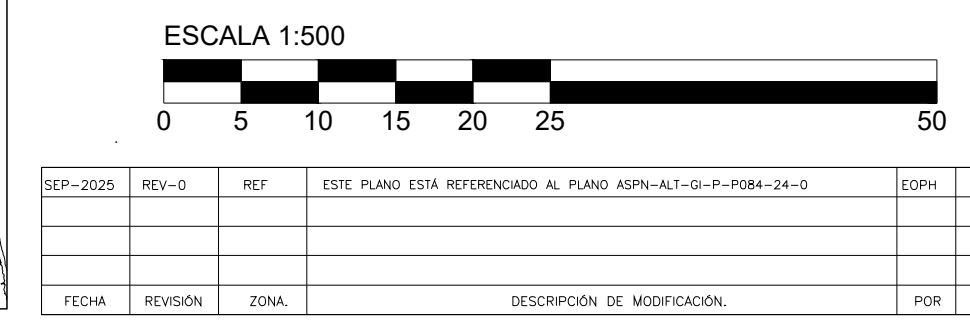 ESCALA 1:500
0 5 10 15 20 25 50
SEP-2025 REV-0 REF ESTE PLANO ESTÁ REFERENCIADO AL PLANO ASPN-ALT-GI-P-P084-24-0 EOPH
FECHA REVISIÓN ZONA. DESCRIPCIÓN DE MODIFICACIÓN. POR